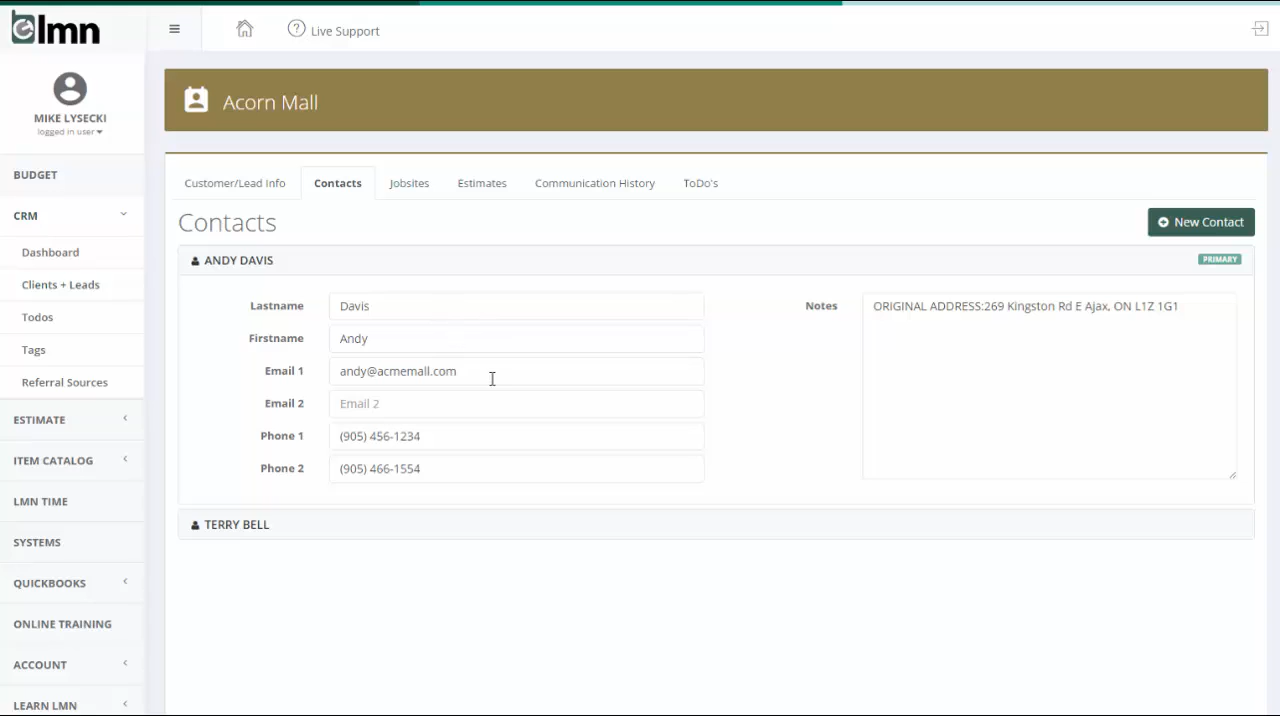 lmn
Live Support
MIKE LYSECKI
logged in user
BUDGET
CRM
Dashboard
Clients + Leads
Todos
Tags
Referral Sources
ESTIMATE
ITEM CATALOG
LMN TIME
SYSTEMS
QUICKBOOKS
ONLINE TRAINING
ACCOUNT
LEARN LMN
Acorn Mall
Customer/Lead Info Contacts Jobsites Estimates Communication History ToDo's
Contacts
New Contact
ANDY DAVIS PRIMARY
Lastname Davis
Firstname Andy
Email 1 andy@acmemall.com
Email 2 Email 2
Phone 1 (905) 456-1234
Phone 2 (905) 466-1554
Notes ORIGINAL ADDRESS:269 Kingston Rd E Ajax, ON L1Z 1G1
TERRY BELL